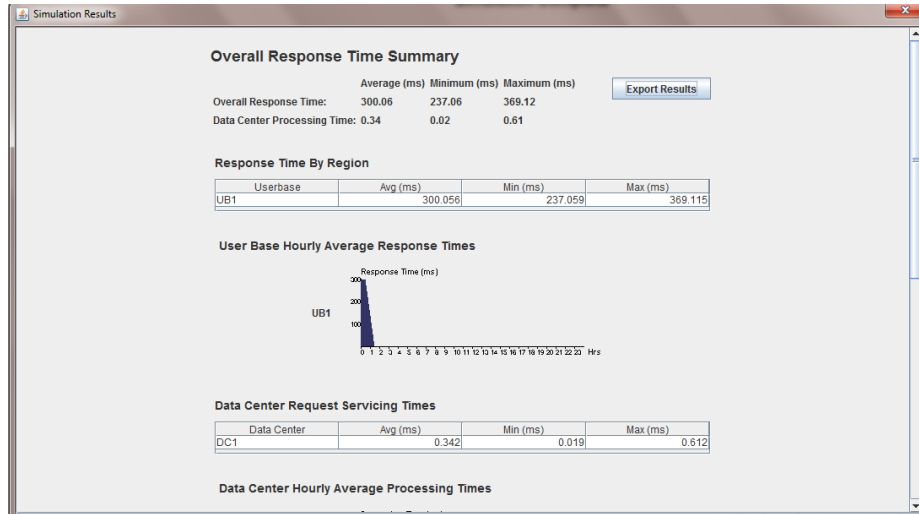 Simulation Results
Overall Response Time Summary
Average (ms) Minimum (ms) Maximum (ms)
Export Results
Overall Response Time: 300.06 237.06 369.12
Data Center Processing Time: 0.34 0.02 0.61
Response Time By Region
Userbase Avg (ms) Min (ms) Max (ms)
UB1 300.056 237.059 369.115
User Base Hourly Average Response Times
Response Time (ms)
300
200
UB1
100
0 1 2 3 4 5 6 7 8 9 10 11 12 13 14 15 16 17 18 19 20 21 22 23 Hrs
Data Center Request Servicing Times
Data Center Avg (ms) Min (ms) Max (ms)
DC1 0.342 0.019 0.612
Data Center Hourly Average Processing Times